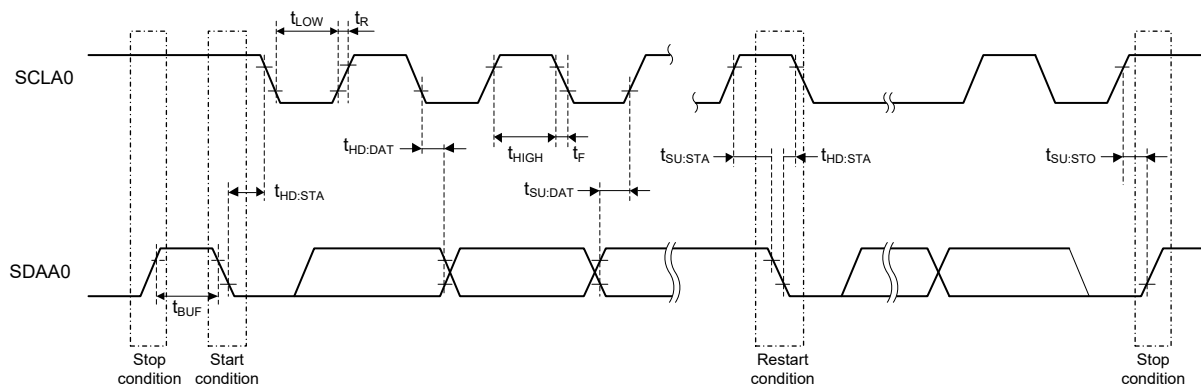 tLOW
tR
SCLA0
tHD:DAT
tHIGH
tF
tSU:STA
tHD:STA
tSU:STO
tHD:STA
tSU:DAT
SDAA0
tBUF
Stop
condition
Start
condition
Restart
condition
Stop
condition